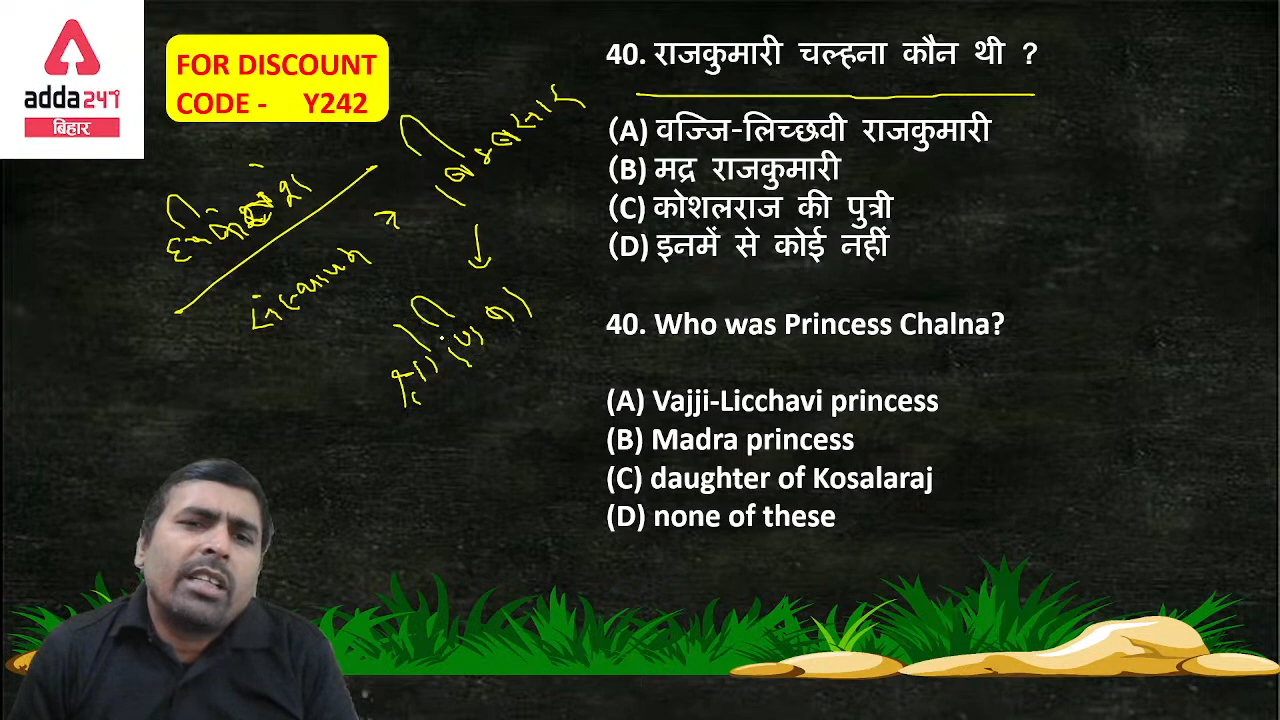 adda247
बिहार
FOR DISCOUNT
CODE - Y242
40. राजकुमारी चल्हना कौन थी ?
(A) वज्जि-लिच्छवी राजकुमारी
(B) मद्र राजकुमारी
(C) कोशलराज की पुत्री
(D) इनमें से कोई नहीं
40. Who was Princess Chalna?
(A) Vajji-Licchavi princess
(B) Madra princess
(C) daughter of Kosalaraj
(D) none of these
बिम्बसार